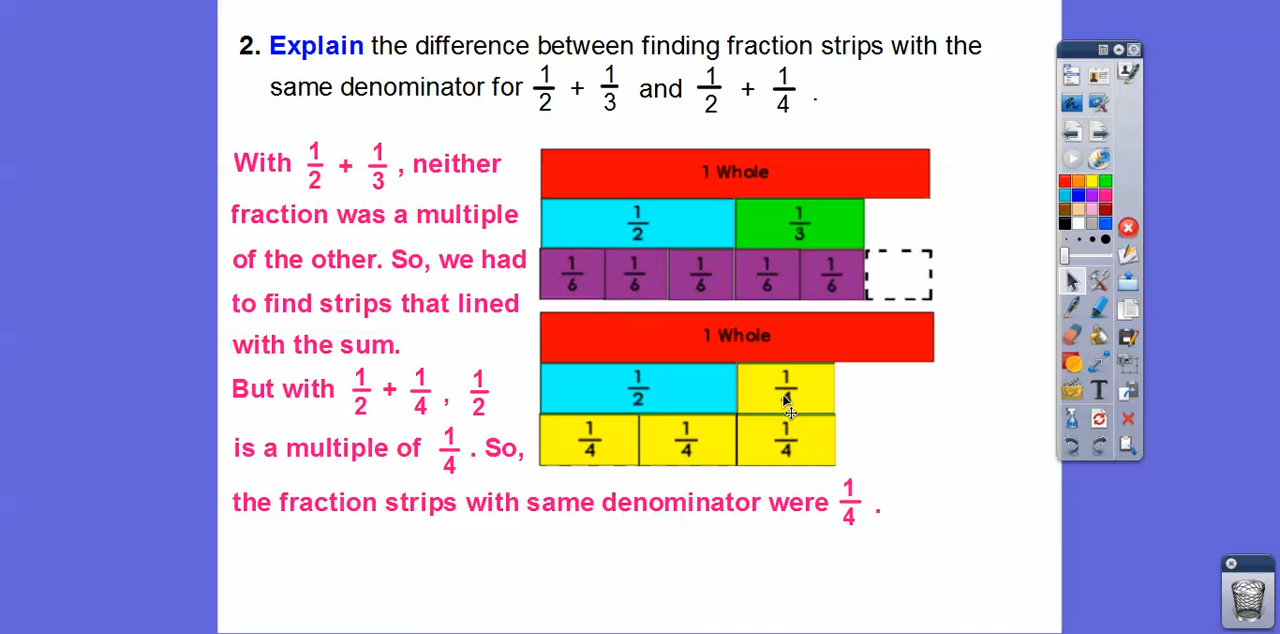 2. Explain the difference between finding fraction strips with the
same denominator for 1/2 + 1/3 and 1/2 + 1/4 .
With 1/2 + 1/3 , neither
fraction was a multiple
of the other. So, we had
to find strips that lined
with the sum.
But with 1/2 + 1/4 , 1/2
is a multiple of 1/4 . So,
the fraction strips with same denominator were 1/4 .
1 Whole
1/2 1/3
1/6 1/6 1/6 1/6 1/6
1 Whole
1/2
1/4 1/4 1/4
T